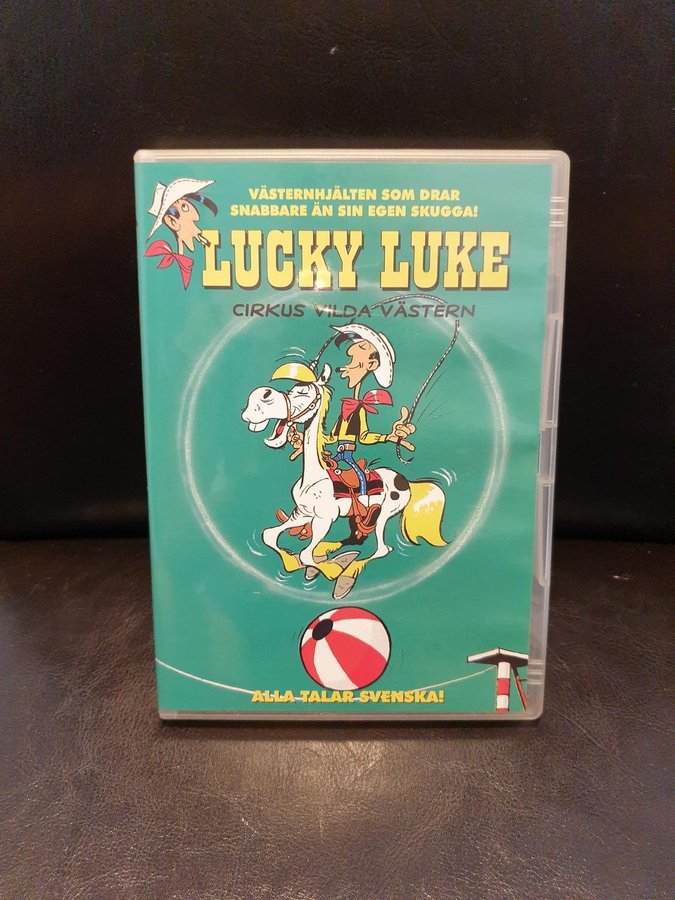 VÄSTERNHJÄLTEN SOM DRAR
SNABBARE ÄN SIN EGEN SKUGGA!
LUCKY LUKE
CIRKUS VILDA VÄSTERN
ALLA TALAR SVENSKA!